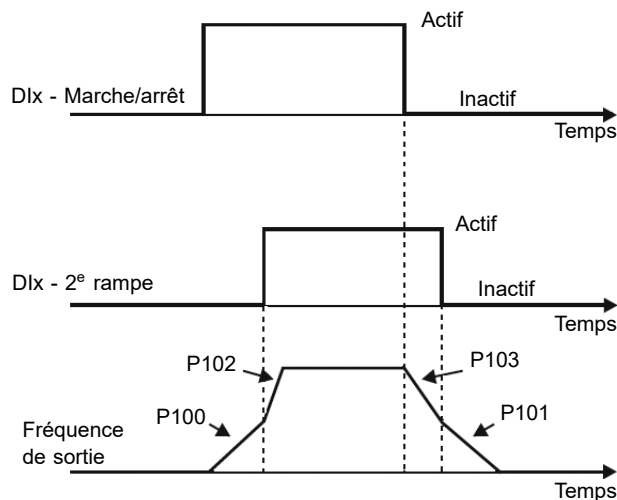 Actif
DIx - Marche/arrêt
Inactif
Temps
Actif
DIx - 2e rampe
Inactif
Temps
P102
P103
P100
P101
Fréquence
de sortie
Temps